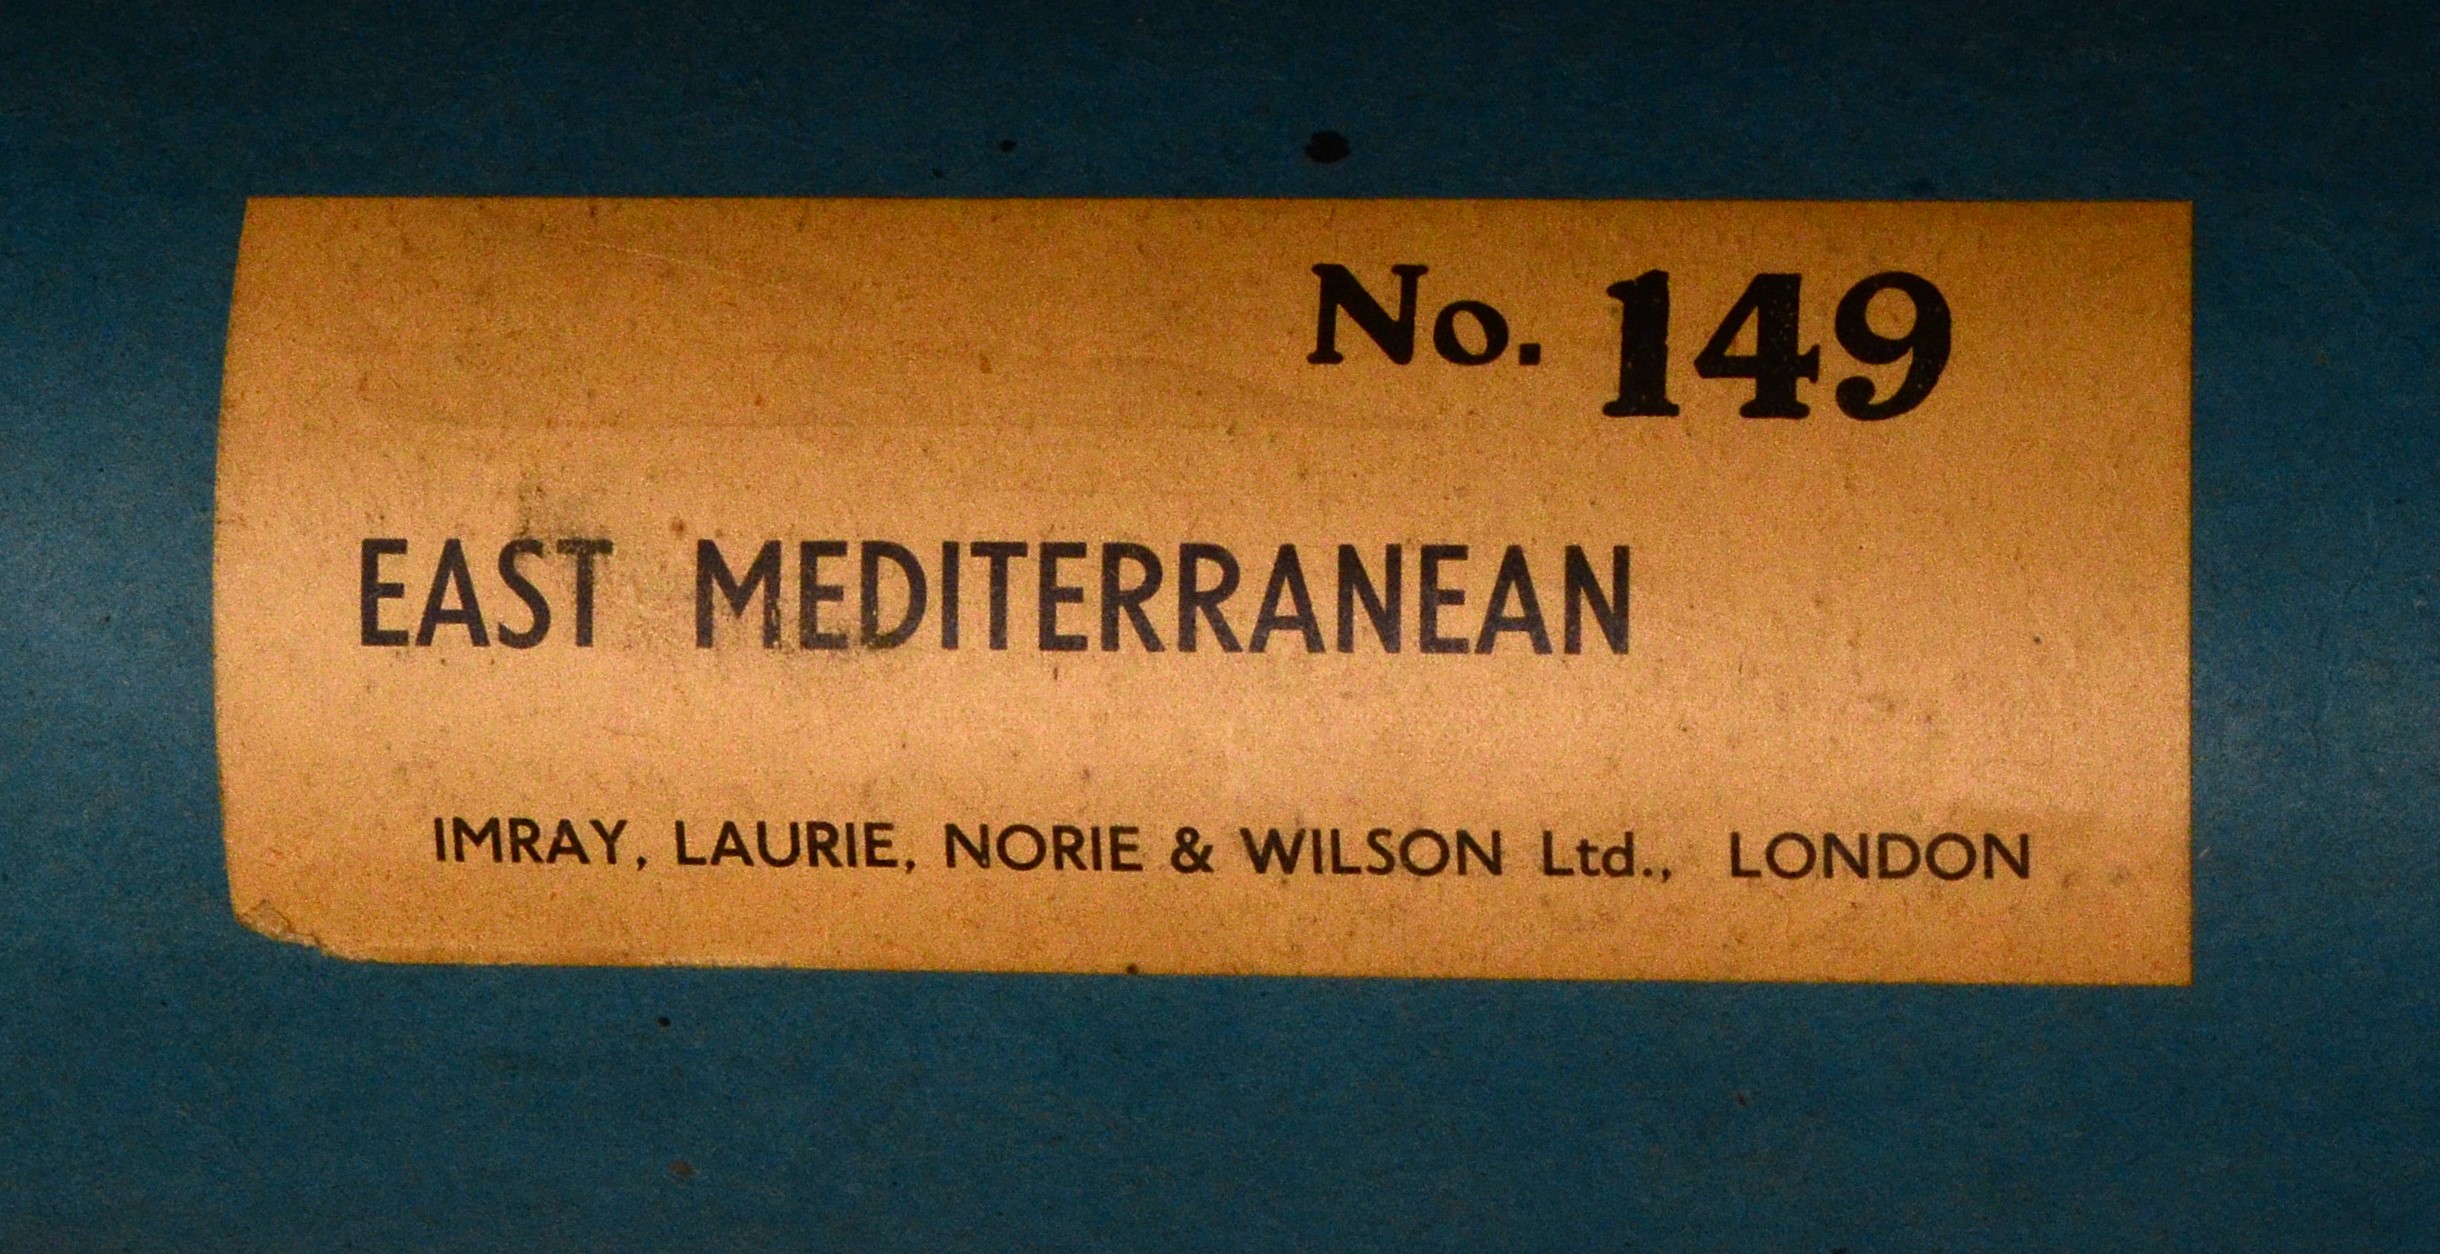 No. 149
EAST MEDITERRANEAN
IMRAY, LAURIE, NORIE & WILSON Ltd., LONDON